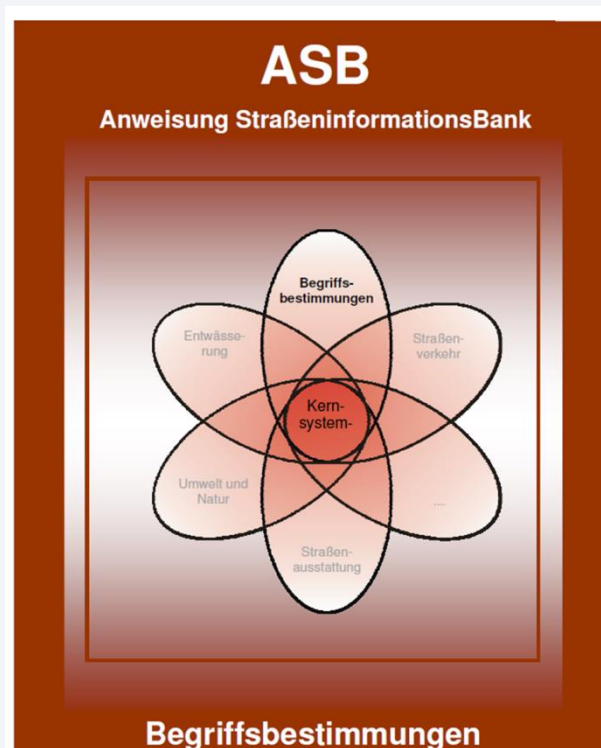 ASB
Anweisung StraßeninformationsBank
Begriffs-
bestimmungen
Entwässe-
rung
Straßen-
verkehr
Kern-
system-
Umwelt und
Natur
....
Straßen-
ausstattung
Begriffsbestimmungen